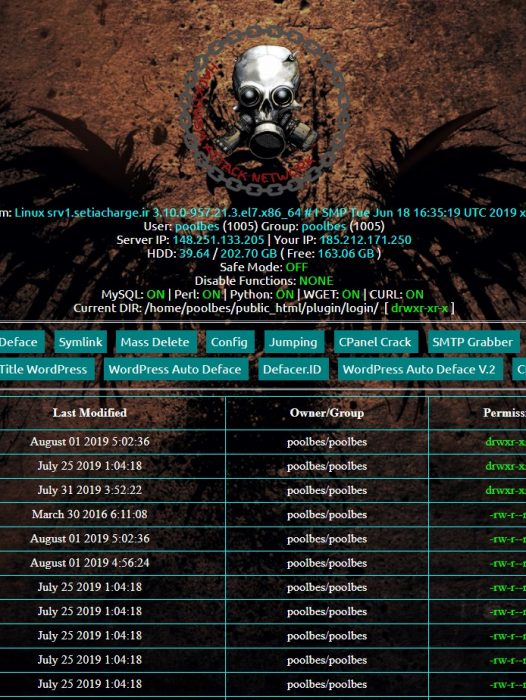 ATTACK NETWORK
m: Linux srv1.setiacharge.ir 3.10.0-957.21.3.el7.x86_64 #1 SMP Tue Jun 18 16:35:19 UTC 2019 x
User: poolbes (1005) Group: poolbes (1005)
Server IP: 148.251.133.205 | Your IP: 185.212.171.250
HDD: 39.64 / 202.70 GB ( Free: 163.06 GB )
Safe Mode: OFF
Disable Functions: NONE
MySQL: ON | Perl: ON | Python: ON | WGET: ON | CURL: ON
Current DIR: /home/poolbes/public_html/plugin/login/ [ drwxr-xr-x ]
Deface Symlink Mass Delete Config Jumping CPanel Crack SMTP Grabber
Title WordPress WordPress Auto Deface Defacer.ID WordPress Auto Deface V.2 C
Last Modified Owner/Group Permiss
August 01 2019 5:02:36 poolbes/poolbes drwxr-x
July 25 2019 1:04:18 poolbes/poolbes drwxr-x
July 31 2019 3:52:22 poolbes/poolbes drwxr-x
March 30 2016 6:11:08 poolbes/poolbes -rw-r--r
August 01 2019 5:02:36 poolbes/poolbes -rw-r--r
August 01 2019 4:56:24 poolbes/poolbes -rw-r--r
July 25 2019 1:04:18 poolbes/poolbes -rw-r--r
July 25 2019 1:04:18 poolbes/poolbes -rw-r--r
July 25 2019 1:04:18 poolbes/poolbes -rw-r--r
July 25 2019 1:04:18 poolbes/poolbes -rw-r--r
July 25 2019 1:04:18 poolbes/poolbes -rw-r--r